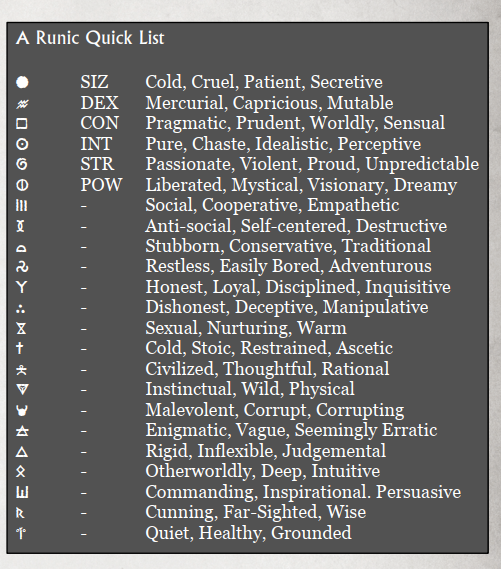 A Runic Quick List
SIZ Cold, Cruel, Patient, Secretive
DEX Mercurial, Capricious, Mutable
CON Pragmatic, Prudent, Worldly, Sensual
INT Pure, Chaste, Idealistic, Perceptive
STR Passionate, Violent, Proud, Unpredictable
POW Liberated, Mystical, Visionary, Dreamy
- Social, Cooperative, Empathetic
- Anti-social, Self-centered, Destructive
- Stubborn, Conservative, Traditional
- Restless, Easily Bored, Adventurous
- Honest, Loyal, Disciplined, Inquisitive
- Dishonest, Deceptive, Manipulative
- Sexual, Nurturing, Warm
- Cold, Stoic, Restrained, Ascetic
- Civilized, Thoughtful, Rational
- Instinctual, Wild, Physical
- Malevolent, Corrupt, Corrupting
- Enigmatic, Vague, Seemingly Erratic
- Rigid, Inflexible, Judgemental
- Otherworldly, Deep, Intuitive
- Commanding, Inspirational. Persuasive
- Cunning, Far-Sighted, Wise
- Quiet, Healthy, Grounded